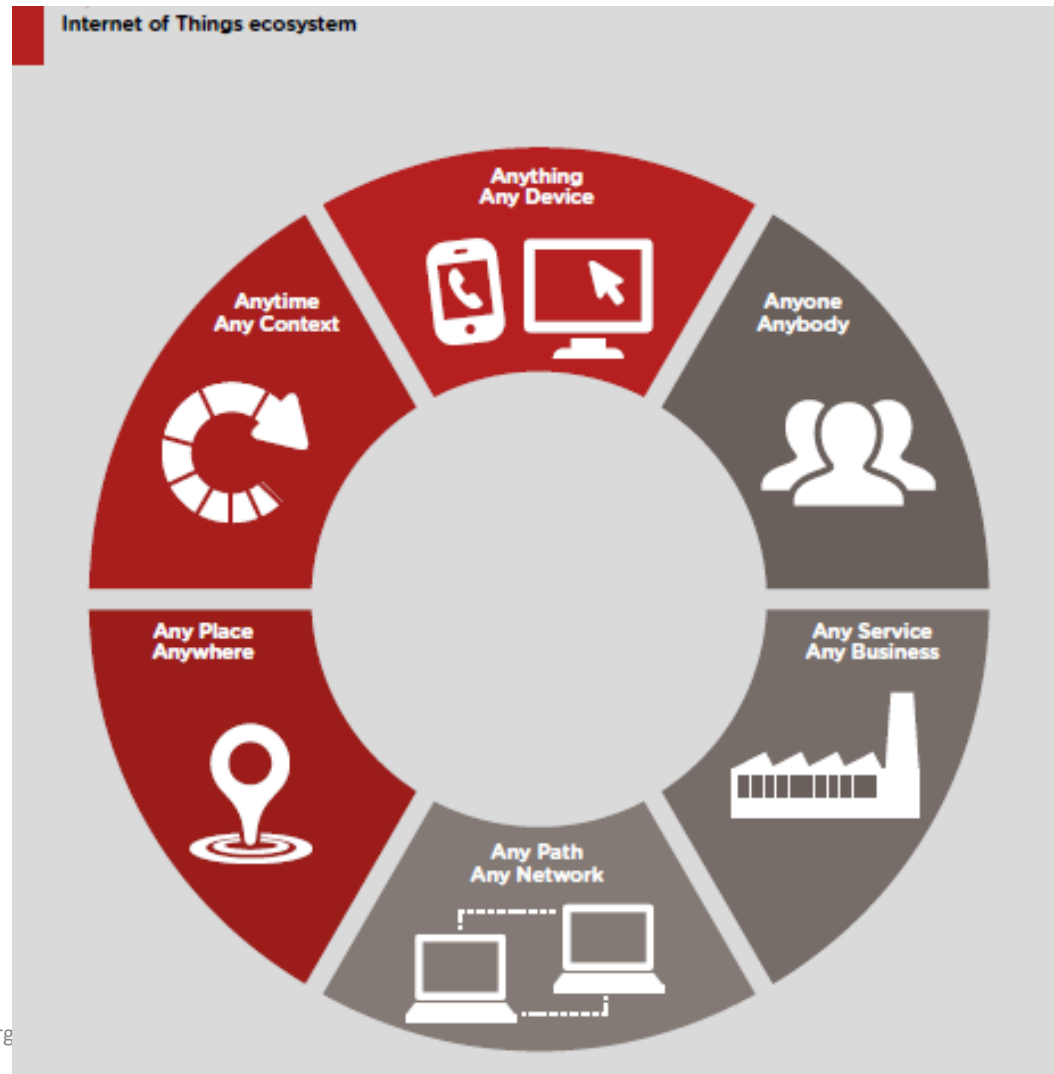 Internet of Things ecosystem
Anything
Any Device
Anyone
Anybody
Any Service
Any Business
Any Path
Any Network
Any Place
Anywhere
Anytime
Any Context